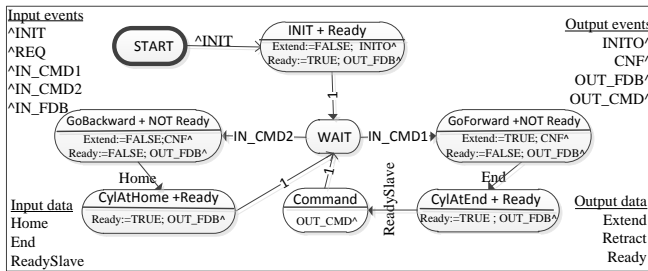 Input events
^INIT
^REQ
^IN_CMD1
^IN_CMD2
^IN_FDB
START
^INIT
INIT + Ready
Extend:=FALSE; INITO^
Ready:=TRUE; OUT_FDB^
Output events
INITO^
CNF^
OUT_FDB^
OUT_CMD^
1
GoBackward + NOT Ready
Extend:=FALSE;CNF^
Ready:=FALSE; OUT_FDB^
IN_CMD2
WAIT
IN_CMD1
GoForward +NOT Ready
Extend:=TRUE; CNF^
Ready:=FALSE; OUT_FDB^
Home
End
1
1
CylAtHome +Ready
Ready:=TRUE; OUT_FDB^
Command
OUT_CMD^
ReadySlave
CylAtEnd + Ready
Ready:=TRUE ; OUT_FDB^
Input data
Home
End
ReadySlave
Output data
Extend
Retract
Ready